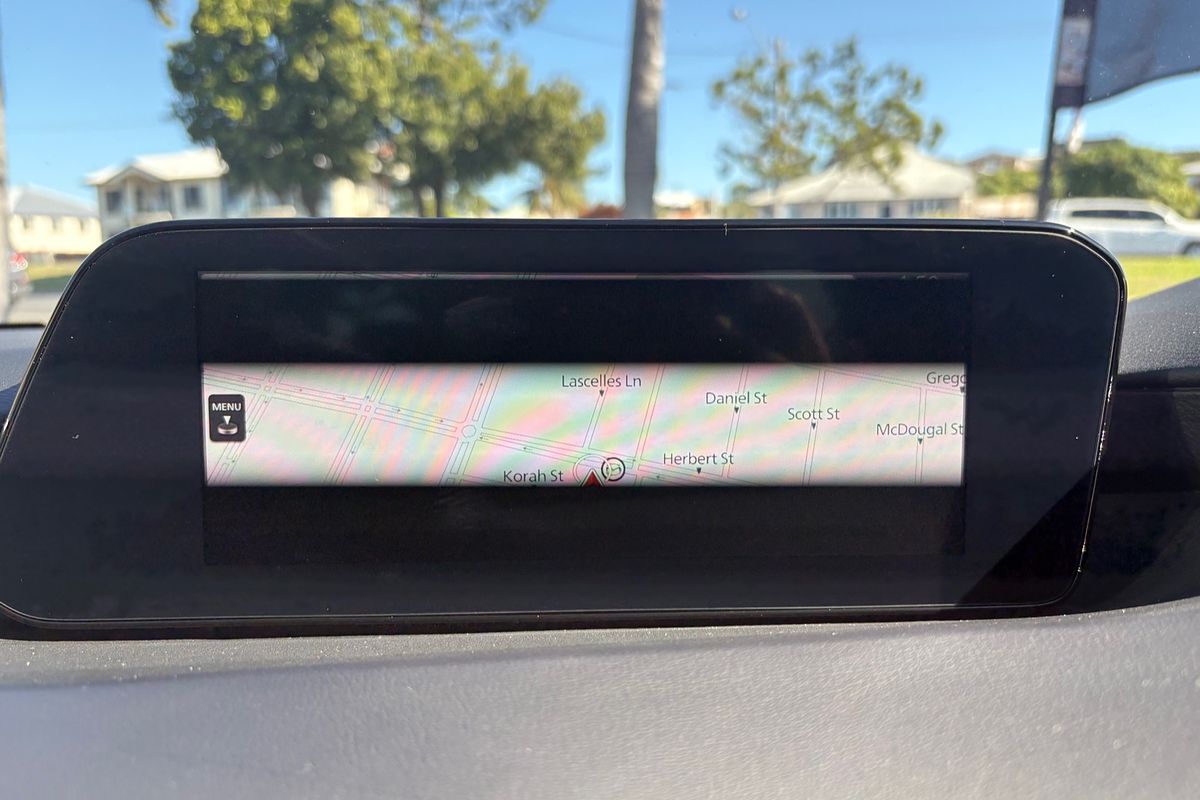 Lascelles Ln
Grego
Daniel St
MENU
Scott St
McDougal St
Herbert St
Korah St